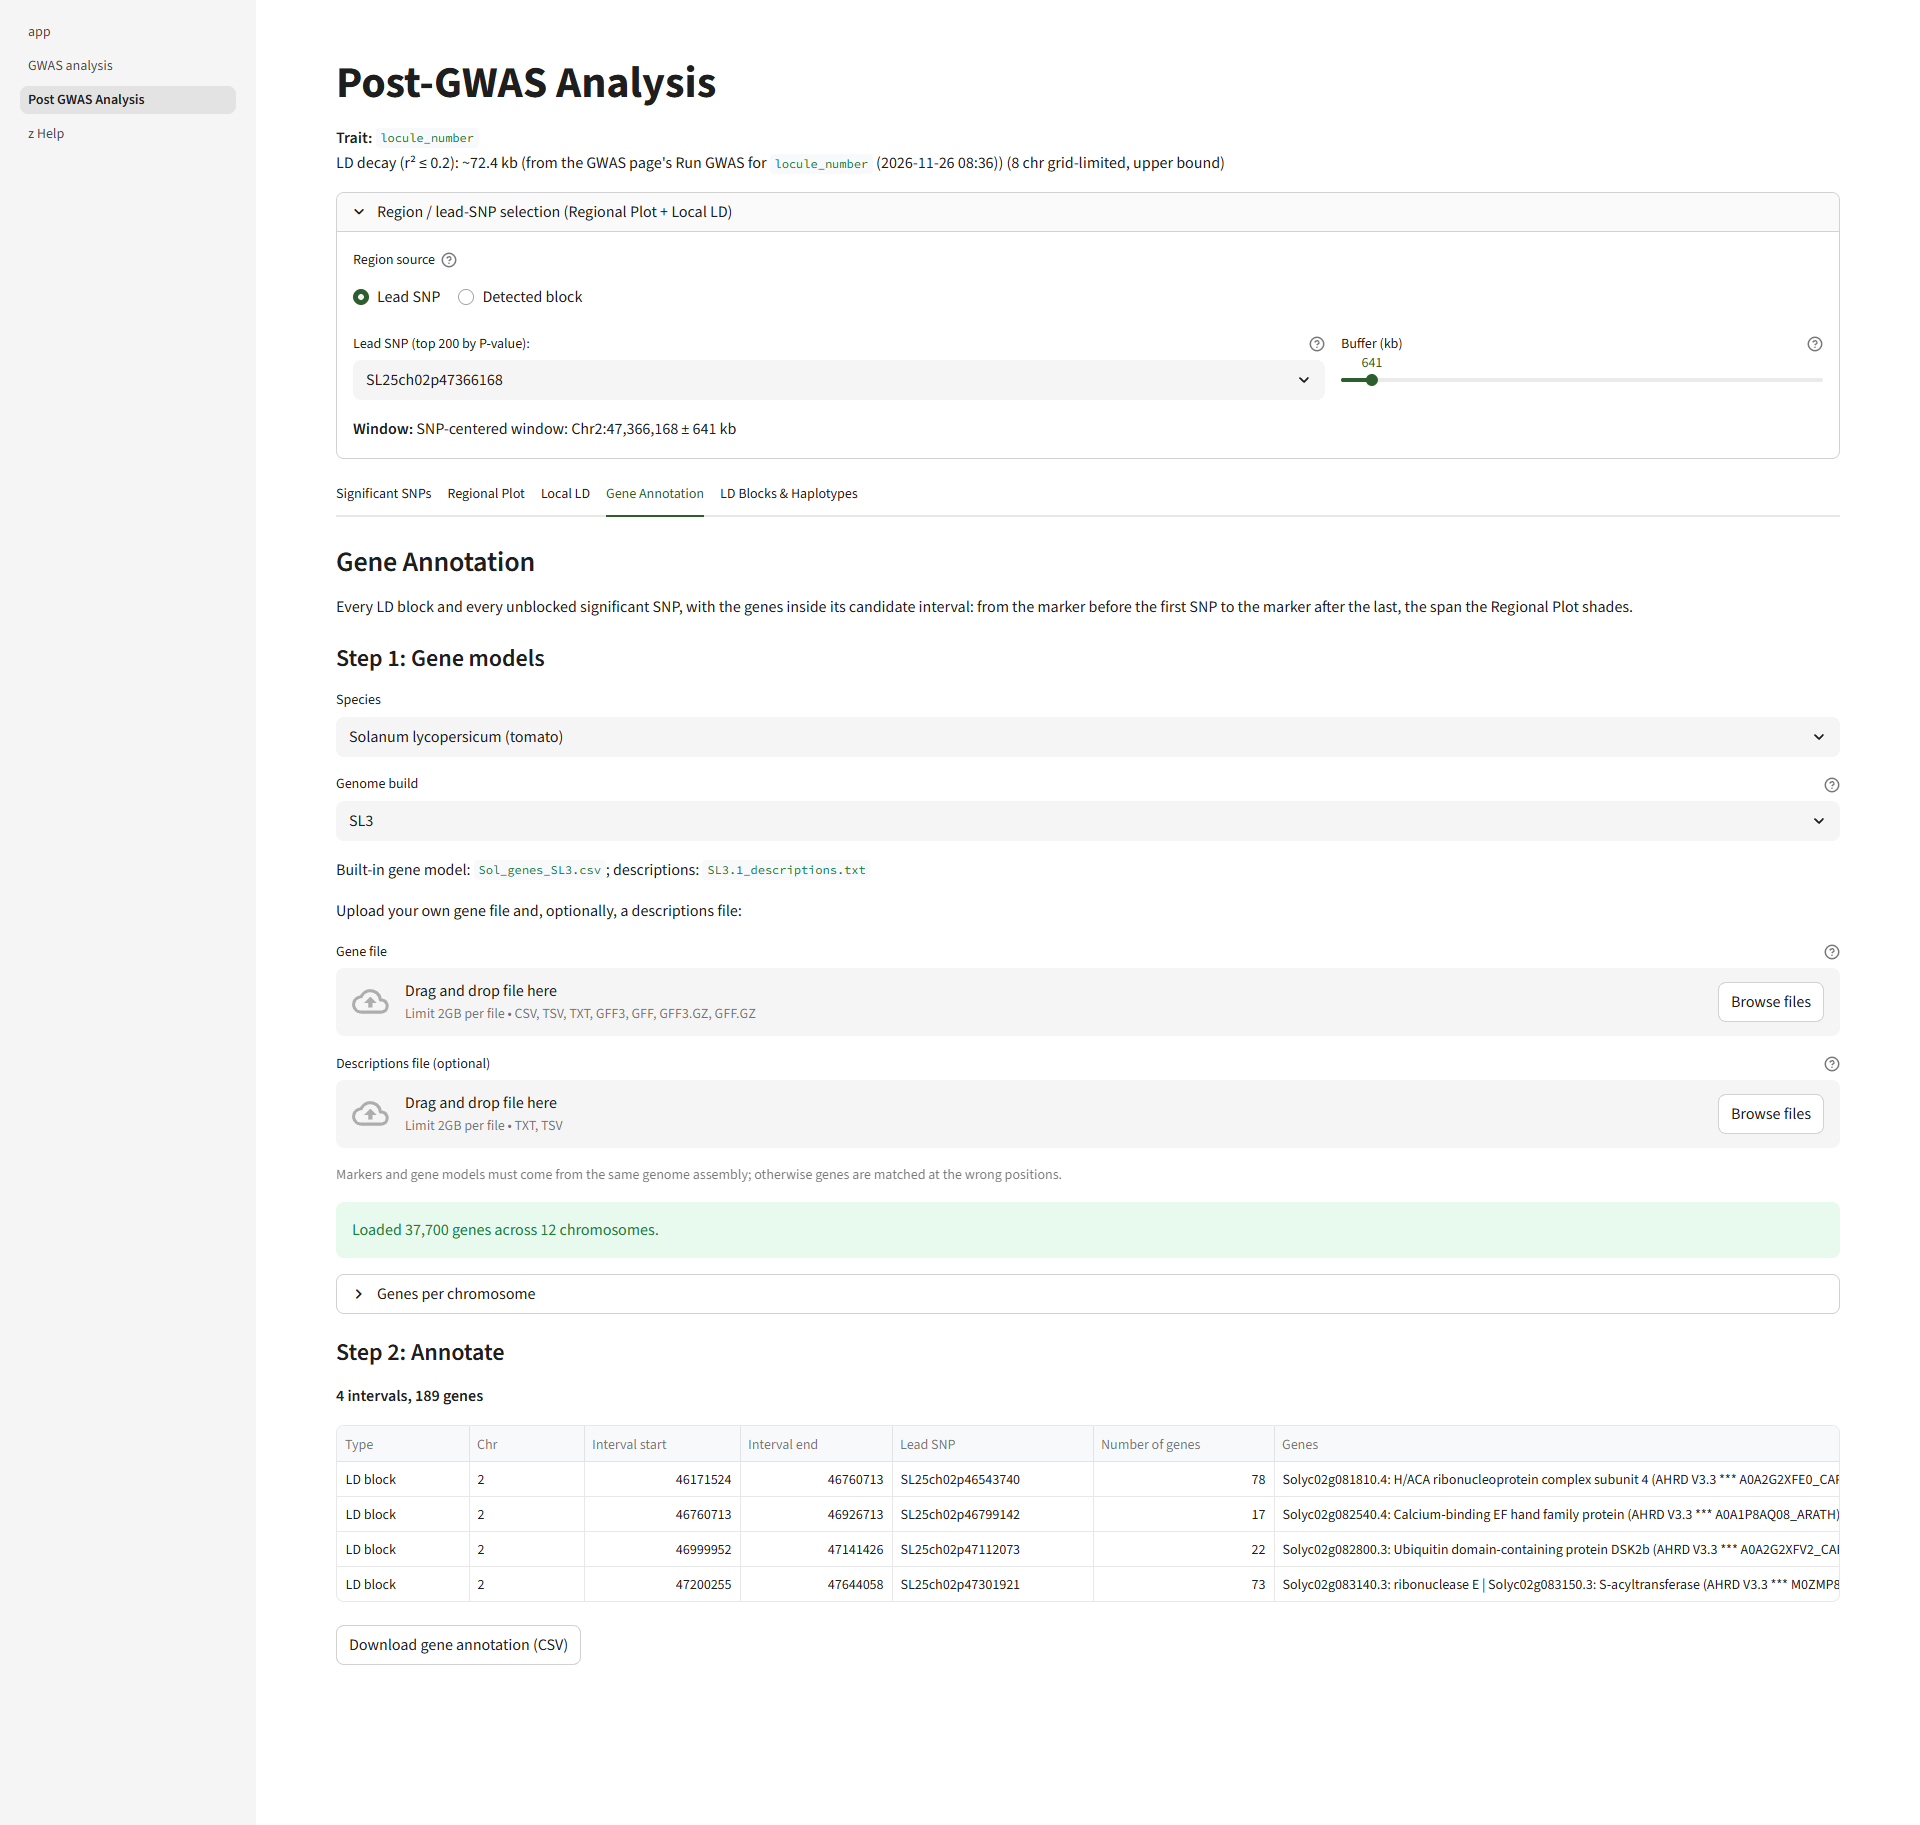 app
GWAS analysis
Post GWAS Analysis
z Help
Post-GWAS Analysis
Trait: locule_number
LD decay (r² ≤ 0.2): ~72.4 kb (from the GWAS page's Run GWAS for locule_number (2026-11-26 08:36)) (8 chr grid-limited, upper bound)
Region / lead-SNP selection (Regional Plot + Local LD)
Region source
Lead SNP Detected block
Lead SNP (top 200 by P-value): Buffer (kb)
641
SL25ch02p47366168
Window: SNP-centered window: Chr2:47,366,168 ± 641 kb
Significant SNPs Regional Plot Local LD Gene Annotation LD Blocks & Haplotypes
Gene Annotation
Every LD block and every unblocked significant SNP, with the genes inside its candidate interval: from the marker before the first SNP to the marker after the last, the span the Regional Plot shades.
Step 1: Gene models
Species
Solanum lycopersicum (tomato)
Genome build
SL3
Built-in gene model: Sol_genes_SL3.csv; descriptions: SL3.1_descriptions.txt
Upload your own gene file and, optionally, a descriptions file:
Gene file
Drag and drop file here
Limit 2GB per file • CSV, TSV, TXT, GFF3, GFF, GFF3.GZ, GFF.GZ
Browse files
Descriptions file (optional)
Drag and drop file here
Limit 2GB per file • TXT, TSV
Browse files
Markers and gene models must come from the same genome assembly; otherwise genes are matched at the wrong positions.
Loaded 37,700 genes across 12 chromosomes.
Genes per chromosome
Step 2: Annotate
4 intervals, 189 genes
Type Chr Interval start Interval end Lead SNP Number of genes Genes
LD block 2 46171524 46760713 SL25ch02p46543740 78 Solyc02g081810.4: H/ACA ribonucleoprotein complex subunit 4 (AHRD V3.3 *** A0A2G2XFE0_CAP
LD block 2 46760713 46926713 SL25ch02p46799142 17 Solyc02g082540.4: Calcium-binding EF hand family protein (AHRD V3.3 *** A0A1P8AQ08_ARATH)
LD block 2 46999952 47141426 SL25ch02p47112073 22 Solyc02g082800.3: Ubiquitin domain-containing protein DSK2b (AHRD V3.3 *** A0A2G2XFV2_CAI
LD block 2 47200255 47644058 SL25ch02p47301921 73 Solyc02g083140.3: ribonuclease E | Solyc02g083150.3: S-acyltransferase (AHRD V3.3 *** M0ZMP8
Download gene annotation (CSV)